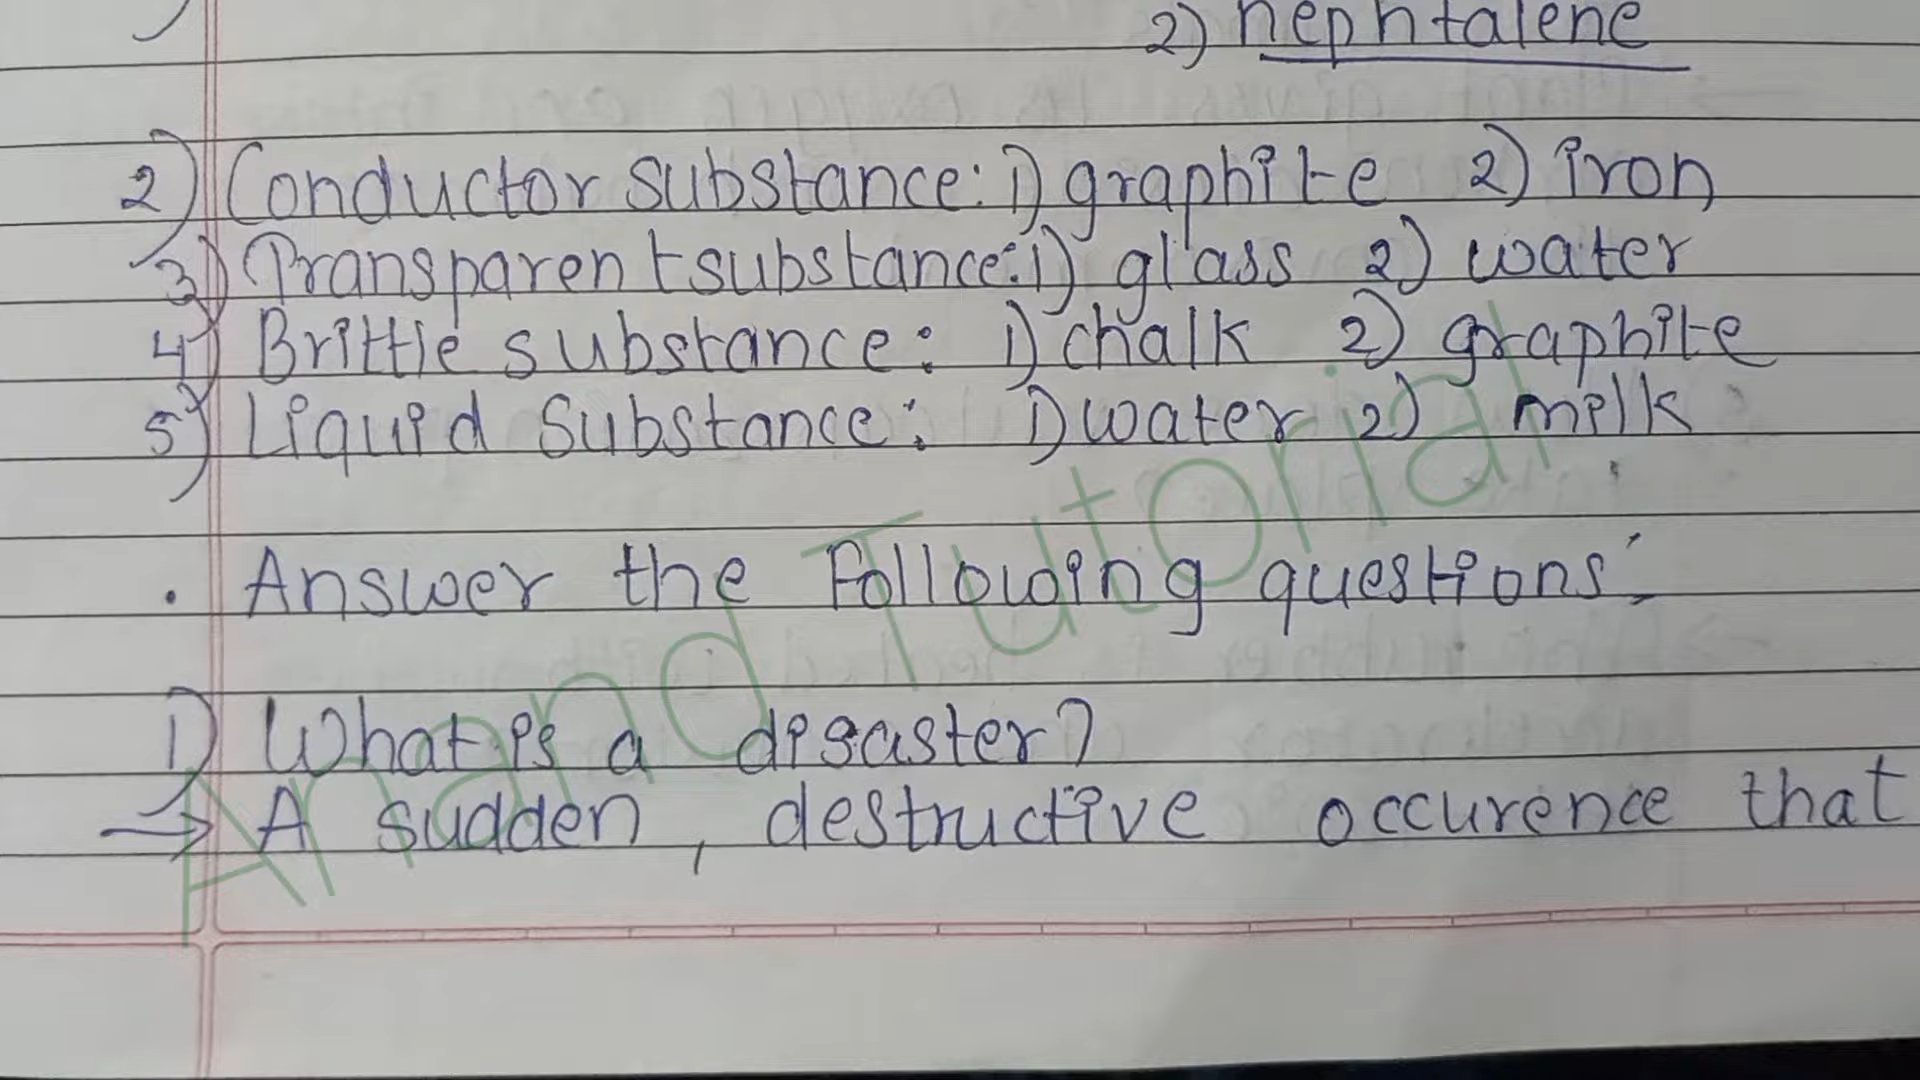 2) nephtalene
2) Conductor substance: 1) graphite 2) iron
3) Transparent substance: 1) glass 2) water
4) Brittle substance: 1) chalk 2) graphite
5) Liquid Substance: 1) water 2) milk
. Answer the following questions:
1) What is a disaster?
→ A sudden, destructive occurence that
Anand Tutorial